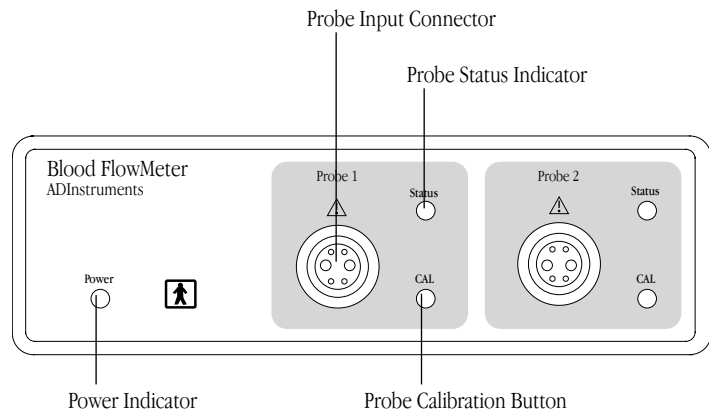 Probe Input Connector
Probe Status Indicator
Blood FlowMeter
ADInstruments
Probe 1
Status
Probe 2
Status
Power
CAL
CAL
Power Indicator
Probe Calibration Button